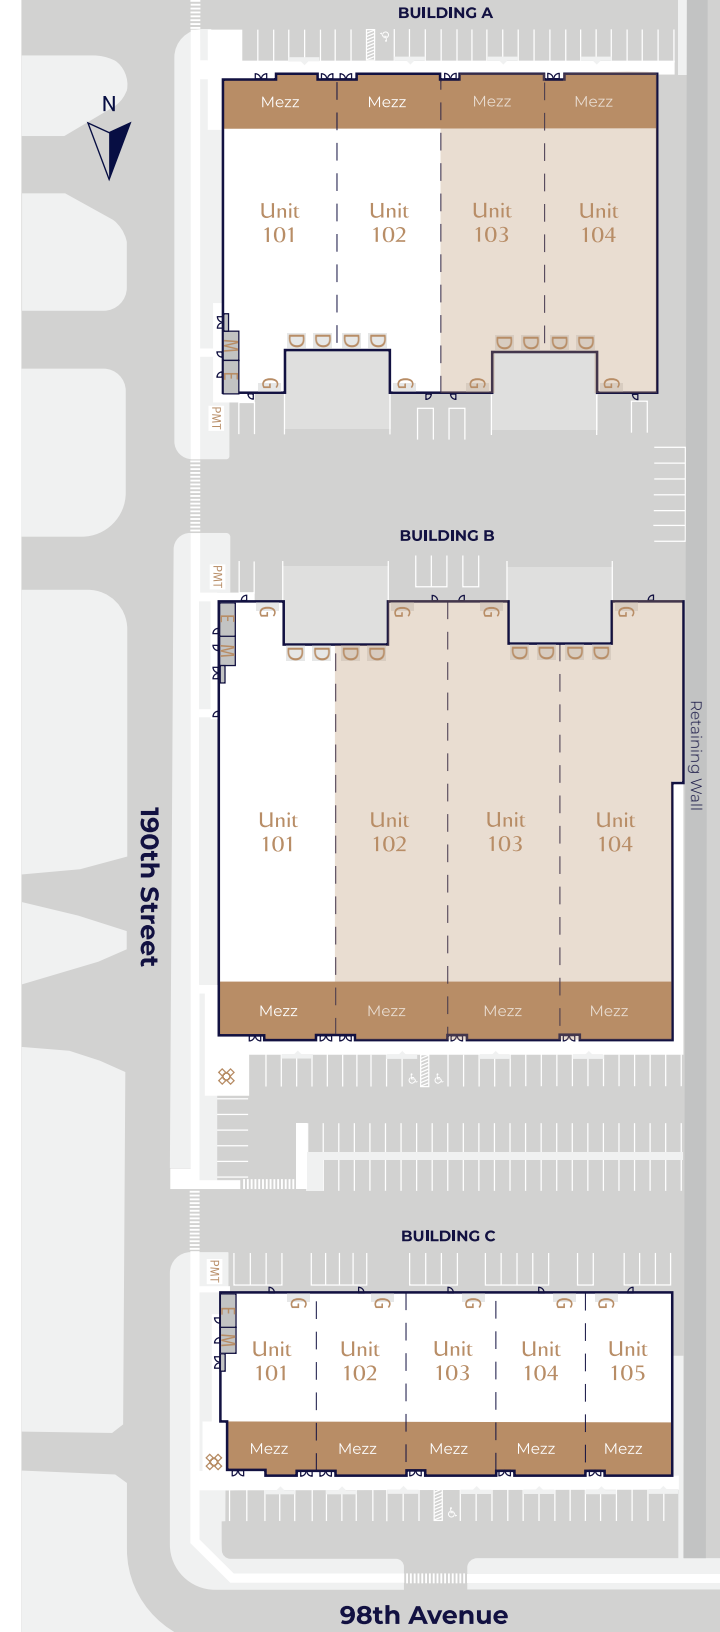 BUILDING A
Mezz Mezz Mezz Mezz
N
Unit Unit Unit Unit
101 102 103 104
D D D D D D D D
M
E
G G G G
PMT
BUILDING B
PMT
E
G G G G
M
D D D D D D D D
Retaining Wall
190th Street
Unit Unit Unit Unit
101 102 103 104
Mezz Mezz Mezz Mezz
BUILDING C
PMT
E
G G G G G
M
Unit Unit Unit Unit Unit
101 102 103 104 105
Mezz Mezz Mezz Mezz Mezz
98th Avenue